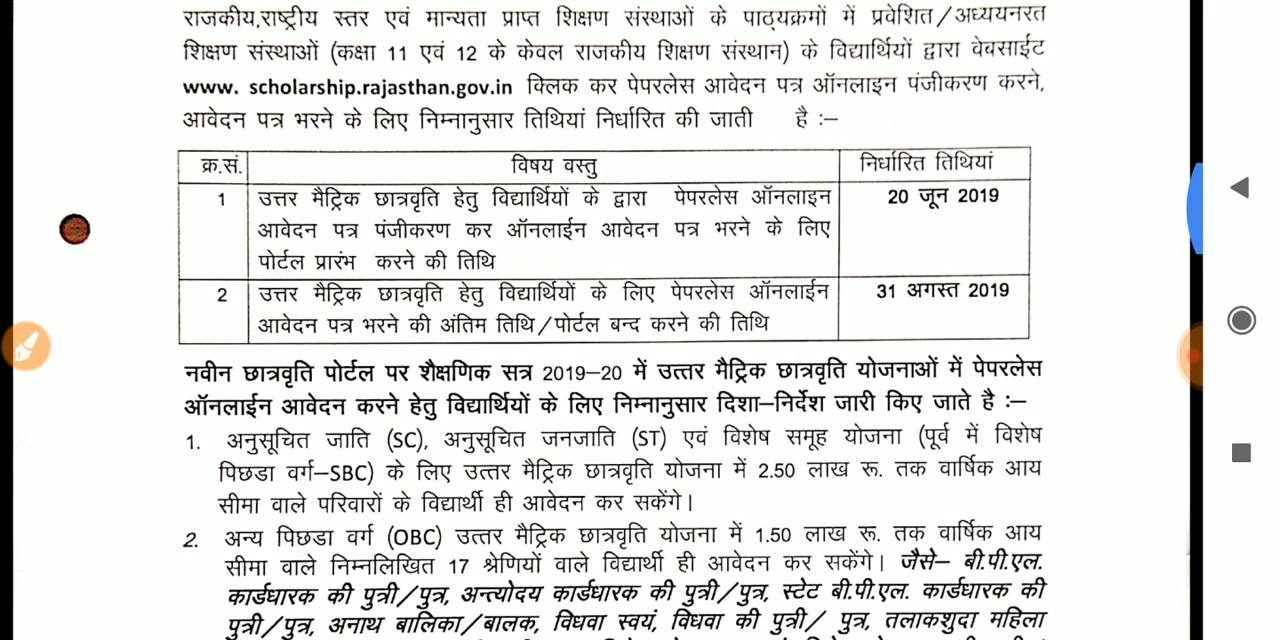 राजकीय,राष्ट्रीय स्तर एवं मान्यता प्राप्त शिक्षण संस्थाओं के पाठ्यक्रमों में प्रवेशित/अध्ययनरत
शिक्षण संस्थाओं (कक्षा 11 एवं 12 के केवल राजकीय शिक्षण संस्थान) के विद्यार्थियों द्वारा वेबसाईट
www. scholarship.rajasthan.gov.in क्लिक कर पेपरलेस आवेदन पत्र ऑनलाइन पंजीकरण करने,
आवेदन पत्र भरने के लिए निम्नानुसार तिथियां निर्धारित की जाती है :–
क्र.सं. विषय वस्तु निर्धारित तिथियां
1 उत्तर मैट्रिक छात्रवृति हेतु विद्यार्थियों के द्वारा पेपरलेस ऑनलाइन 20 जून 2019
आवेदन पत्र पंजीकरण कर ऑनलाईन आवेदन पत्र भरने के लिए
पोर्टल प्रारंभ करने की तिथि
2 उत्तर मैट्रिक छात्रवृति हेतु विद्यार्थियों के लिए पेपरलेस ऑनलाईन 31 अगस्त 2019
आवेदन पत्र भरने की अंतिम तिथि/पोर्टल बन्द करने की तिथि
नवीन छात्रवृति पोर्टल पर शैक्षणिक सत्र 2019–20 में उत्तर मैट्रिक छात्रवृति योजनाओं में पेपरलेस
ऑनलाईन आवेदन करने हेतु विद्यार्थियों के लिए निम्नानुसार दिशा–निर्देश जारी किए जाते है :–
1. अनुसूचित जाति (SC), अनुसूचित जनजाति (ST) एवं विशेष समूह योजना (पूर्व में विशेष
पिछडा वर्ग–SBC) के लिए उत्तर मैट्रिक छात्रवृति योजना में 2.50 लाख रू. तक वार्षिक आय
सीमा वाले परिवारों के विद्यार्थी ही आवेदन कर सकेंगे।
2. अन्य पिछडा वर्ग (OBC) उत्तर मैट्रिक छात्रवृति योजना में 1.50 लाख रू. तक वार्षिक आय
सीमा वाले निम्नलिखित 17 श्रेणियों वाले विद्यार्थी ही आवेदन कर सकेंगे। जैसे– बी.पी.एल.
कार्डधारक की पुत्री/पुत्र, अन्त्योदय कार्डधारक की पुत्री/पुत्र, स्टेट बी.पी.एल. कार्डधारक की
पुत्री/पुत्र, अनाथ बालिका/बालक, विधवा स्वयं, विधवा की पुत्री/ पुत्र, तलाकशुदा महिला